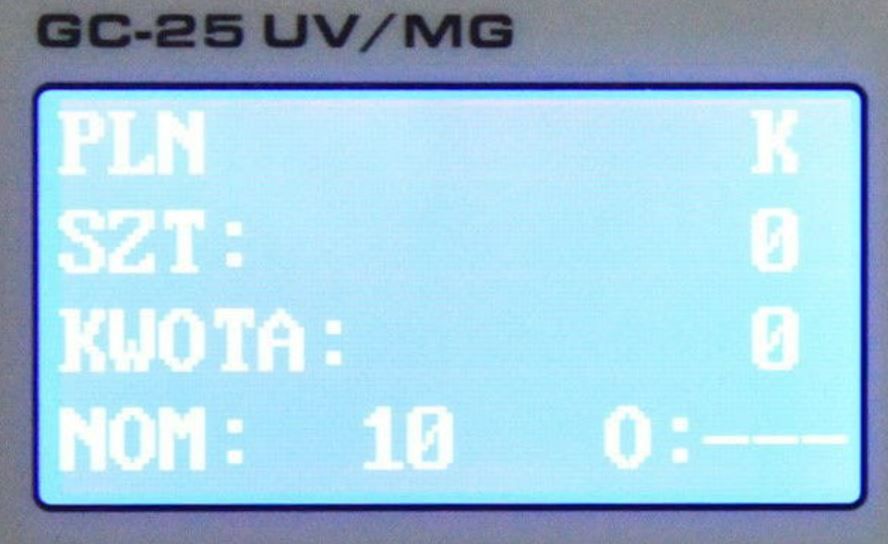 GC-25 UV/MG
PLN K
SZT: 0
KWOTA: 0
NOM: 10 O:---